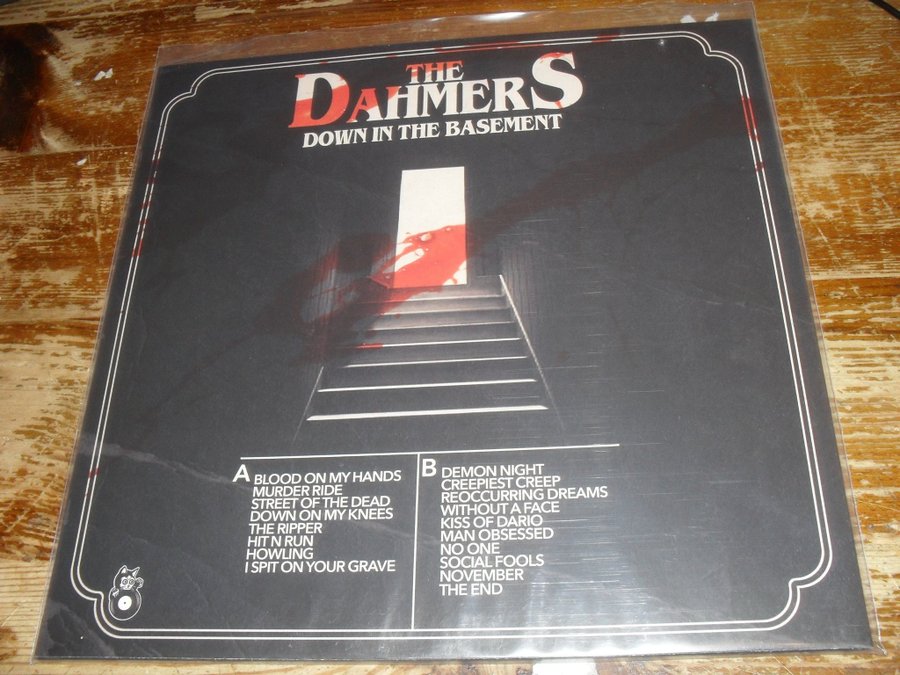 THE
DAHMERS
DOWN IN THE BASEMENT
A
BLOOD ON MY HANDS
MURDER RIDE
STREET OF THE DEAD
DOWN ON MY KNEES
THE RIPPER
HIT N RUN
HOWLING
I SPIT ON YOUR GRAVE
B
DEMON NIGHT
CREEPIEST CREEP
REOCCURRING DREAMS
WITHOUT A FACE
KISS OF DARIO
MAN OBSESSED
NO ONE
SOCIAL FOOLS
NOVEMBER
THE END